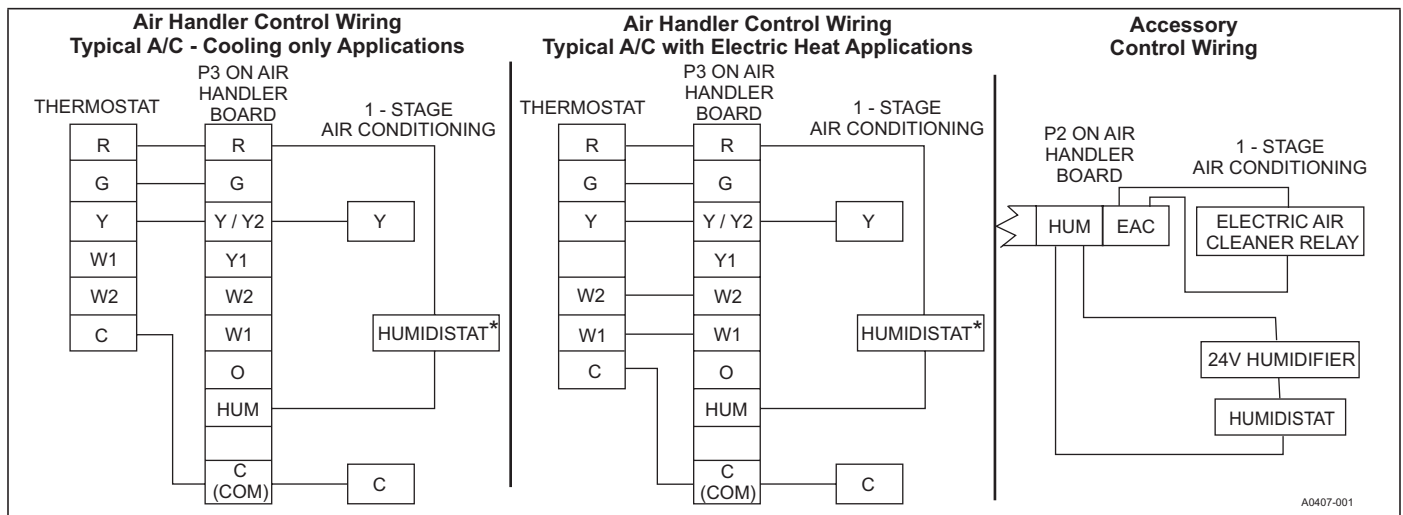 Air Handler Control Wiring
Typical A/C - Cooling only Applications
P3 ON AIR
HANDLER
BOARD
THERMOSTAT
1 - STAGE
AIR CONDITIONING
R
R
G
G
Y
Y / Y2
Y
W1
Y1
W2
W2
C
W1
HUMIDISTAT*
O
HUM
C
(COM)
C
Air Handler Control Wiring
Typical A/C with Electric Heat Applications
P3 ON AIR
HANDLER
BOARD
THERMOSTAT
1 - STAGE
AIR CONDITIONING
R
R
G
G
Y
Y / Y2
Y
Y1
W2
W2
W1
W1
HUMIDISTAT*
C
O
HUM
C
(COM)
C
Accessory
Control Wiring
P2 ON AIR
HANDLER
BOARD
1 - STAGE
AIR CONDITIONING
HUM
EAC
ELECTRIC AIR
CLEANER RELAY
24V HUMIDIFIER
HUMIDISTAT
A0407-001